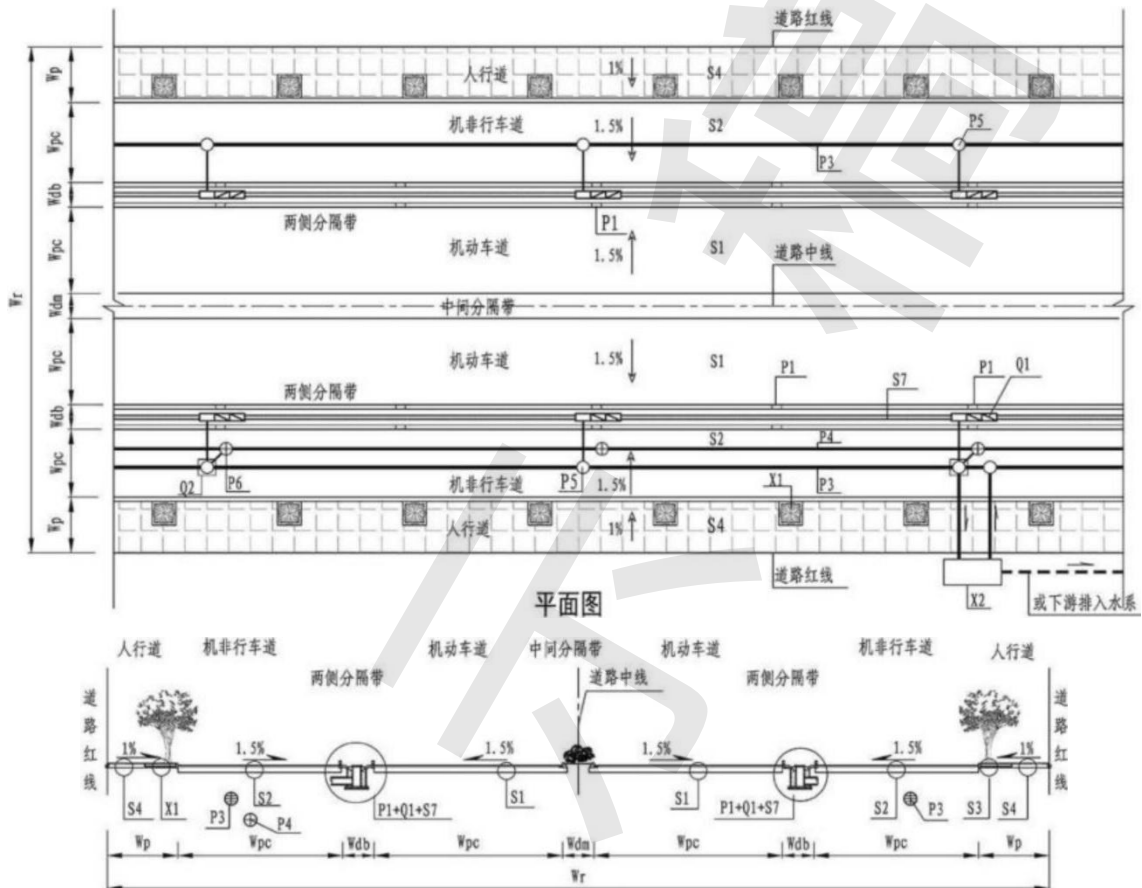 道路红线
Wp
人行道
1%
S4
Wpc
机非行车道
1.5%
S2
P5
P3
Wdb
两侧分隔带
P1
Wpc
机动车道
1.5%
S1
道路中线
Wr
Wdm
中间分隔带
Wpc
机动车道
1.5%
S1
P1
S7
P1
Q1
两侧分隔带
Wdb
S2
P4
Wpc
Q2
P6
机非行车道
P5
1.5%
X1
P3
Wp
人行道
1%
S4
道路红线
X2
或下游排入水系
平面图
人行道
机非行车道
机动车道
中间分隔带
机动车道
机非行车道
人行道
两侧分隔带
道路中线
两侧分隔带
道路红线
道路红线
1%
1.5%
1.5%
1.5%
1.5%
1%
S4
X1
P3
S2
P4
P1+Q1+S7
S1
S1
P1+Q1+S7
S2
P3
S3
S4
Wp
Wpc
Wdb
Wpc
Wdm
Wpc
Wdb
Wpc
Wp
Wr